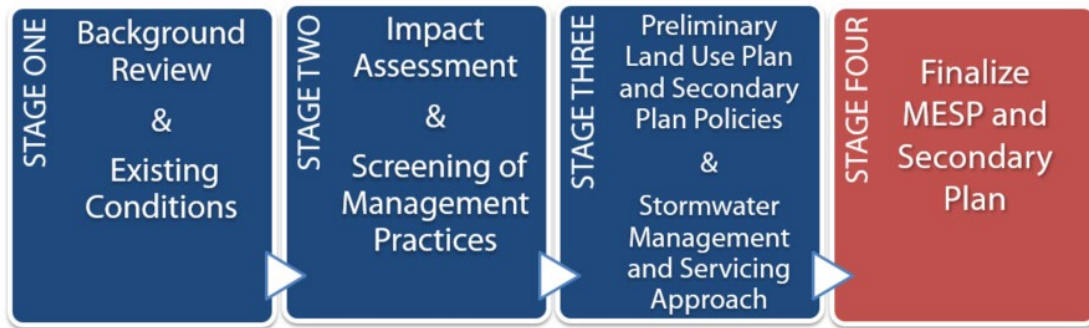 STAGE ONE
Background
Review
&
Existing
Conditions
STAGE TWO
Impact
Assessment
&
Screening of
Management
Practices
STAGE THREE
Preliminary
Land Use Plan
and Secondary
Plan Policies
&
Stormwater
Management
and Servicing
Approach
STAGE FOUR
Finalize
MESP and
Secondary
Plan